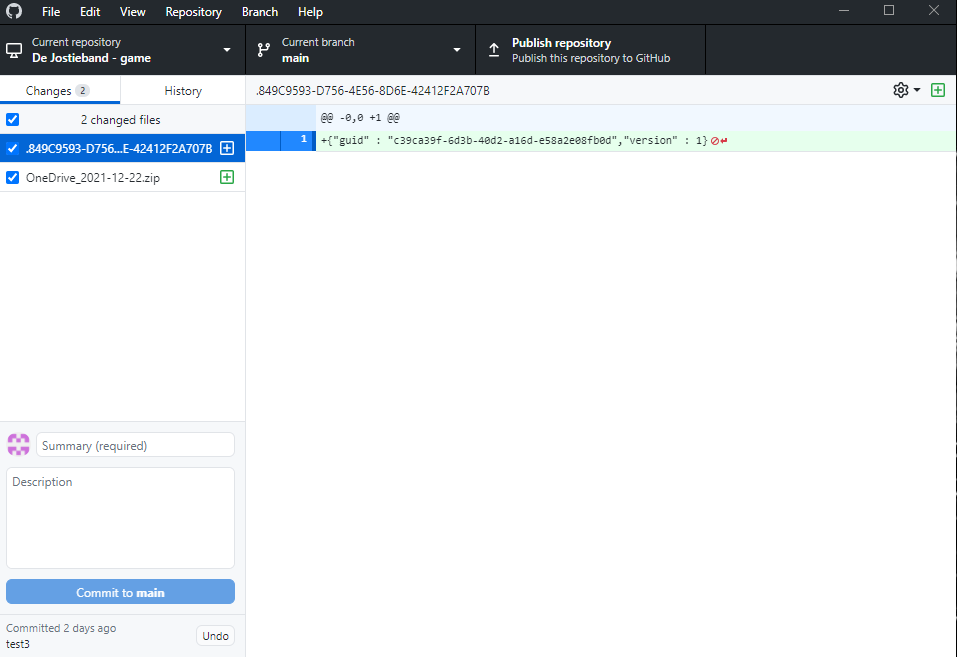 File Edit View Repository Branch Help
Current repository
De Jostieband - game
Current branch
main
Publish repository
Publish this repository to GitHub
Changes 2 History
.849C9593-D756-4E56-8D6E-42412F2A707B
2 changed files
@@ -0,0 +1 @@
.849C9593-D756...E-42412F2A707B
1 +{"guid" : "c39ca39f-6d3b-40d2-a16d-e58a2e08fb0d","version" : 1}
OneDrive_2021-12-22.zip
Summary (required)
Description
Commit to main
Committed 2 days ago
test3
Undo